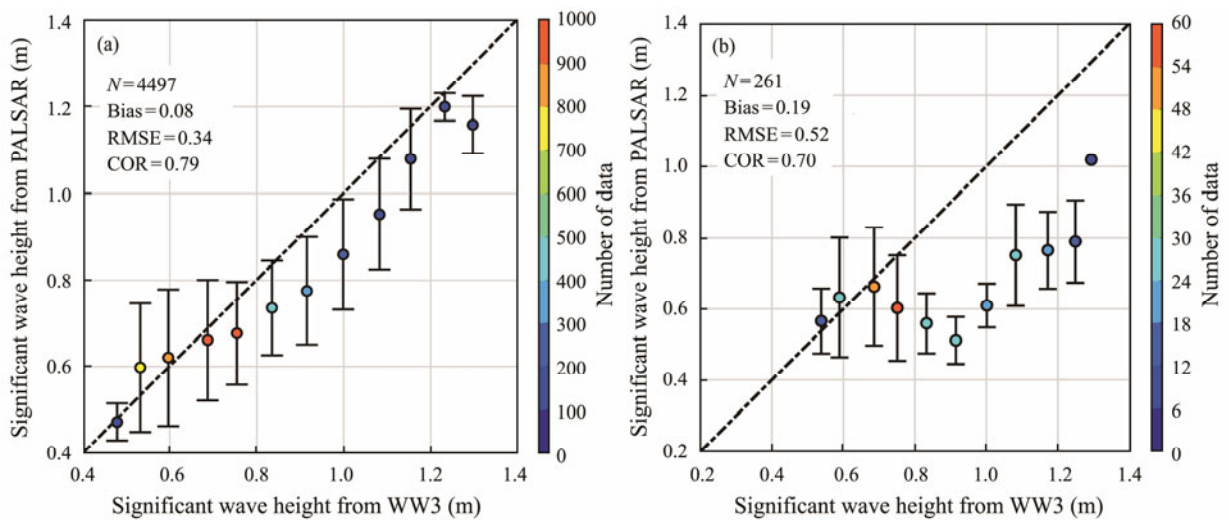 (a)
N=4497
Bias=0.08
RMSE=0.34
COR=0.79
Significant wave height from PALSAR (m)
1.4
1.2
1.0
0.8
0.6
0.4
0.4 0.6 0.8 1.0 1.2 1.4
Significant wave height from WW3 (m)
1000
900
800
700
600
500
400
300
200
100
0
Number of data
(b)
N=261
Bias=0.19
RMSE=0.52
COR=0.70
Significant wave height from PALSAR (m)
1.4
1.2
1.0
0.8
0.6
0.4
0.2
0.2 0.4 0.6 0.8 1.0 1.2 1.4
Significant wave height from WW3 (m)
60
54
48
42
36
30
24
18
12
6
0
Number of data